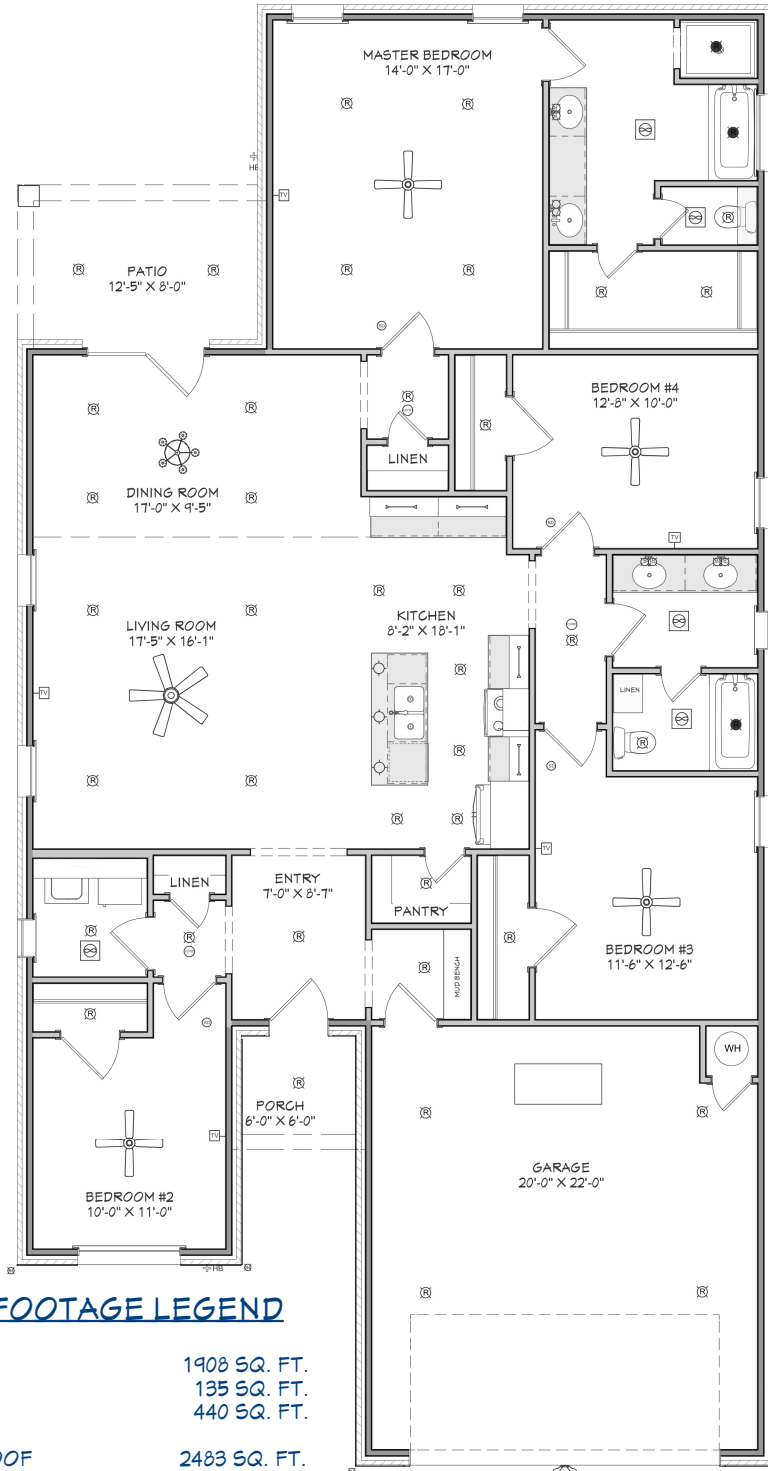 MASTER BEDROOM
14'-0" X 17'-0"
R
R
TV
HB
PATIO
12'-5" X 8'-0"
R
R
R
R
R
R
R
SD
BEDROOM #4
12'-8" X 10'-0"
R
R
R
R
LINEN
DINING ROOM
17'-0" X 9'-5"
R
R
SD
TV
LIVING ROOM
17'-5" X 16'-1"
R
R
R
R
KITCHEN
8'-2" X 18'-1"
R
R
TV
LINEN
R
R
R
R
SD
R
R
TV
ENTRY
7'-0" X 8'-7"
LINEN
R
PANTRY
R
R
R
R
MUD BENCH
R
BEDROOM #3
11'-6" X 12'-6"
R
SD
WH
R
PORCH
6'-0" X 6'-0"
R
R
TV
GARAGE
20'-0" X 22'-0"
BEDROOM #2
10'-0" X 11'-0"
HB
R
R
FOOTAGE LEGEND
1908 SQ. FT.
135 SQ. FT.
440 SQ. FT.
OOF 2483 SQ. FT.